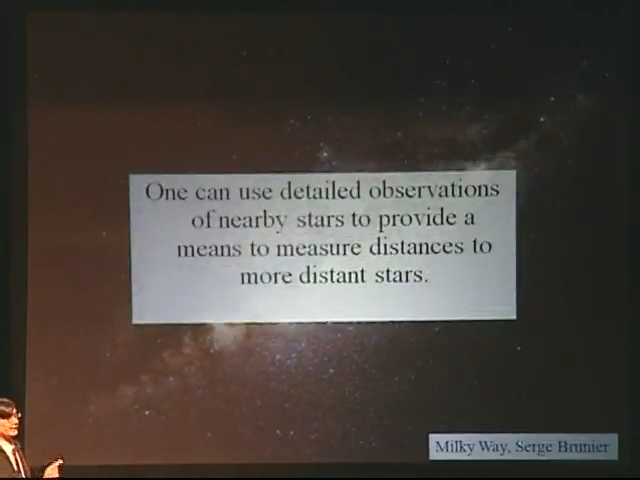 One can use detailed observations
of nearby stars to provide a
means to measure distances to
more distant stars.
Milky Way, Serge Brunier